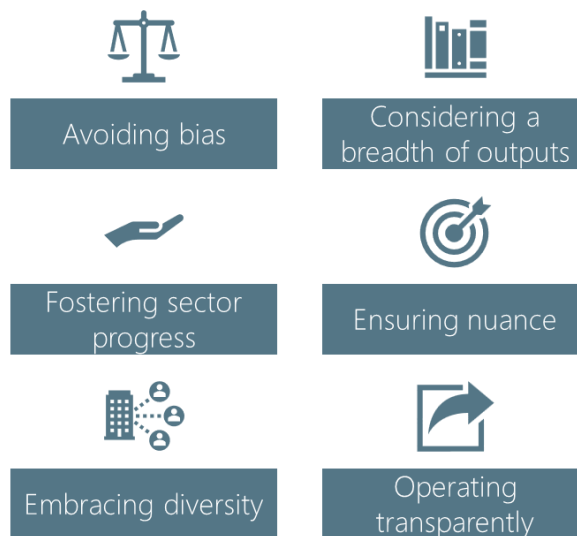 Avoiding bias
Considering a
breadth of outputs
Fostering sector
progress
Ensuring nuance
Embracing diversity
Operating
transparently